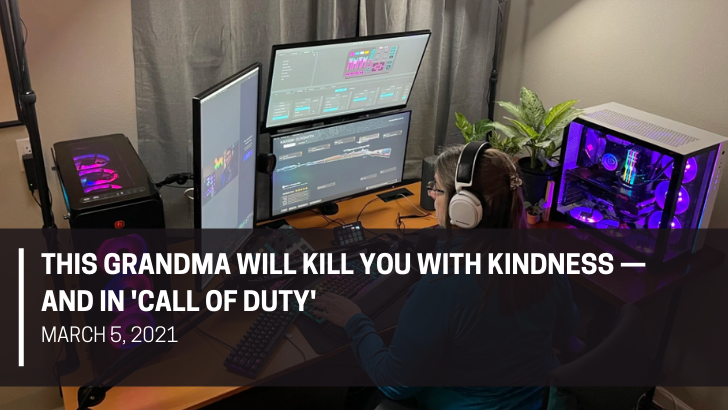 THIS GRANDMA WILL KILL YOU WITH KINDNESS —
AND IN 'CALL OF DUTY'
MARCH 5, 2021